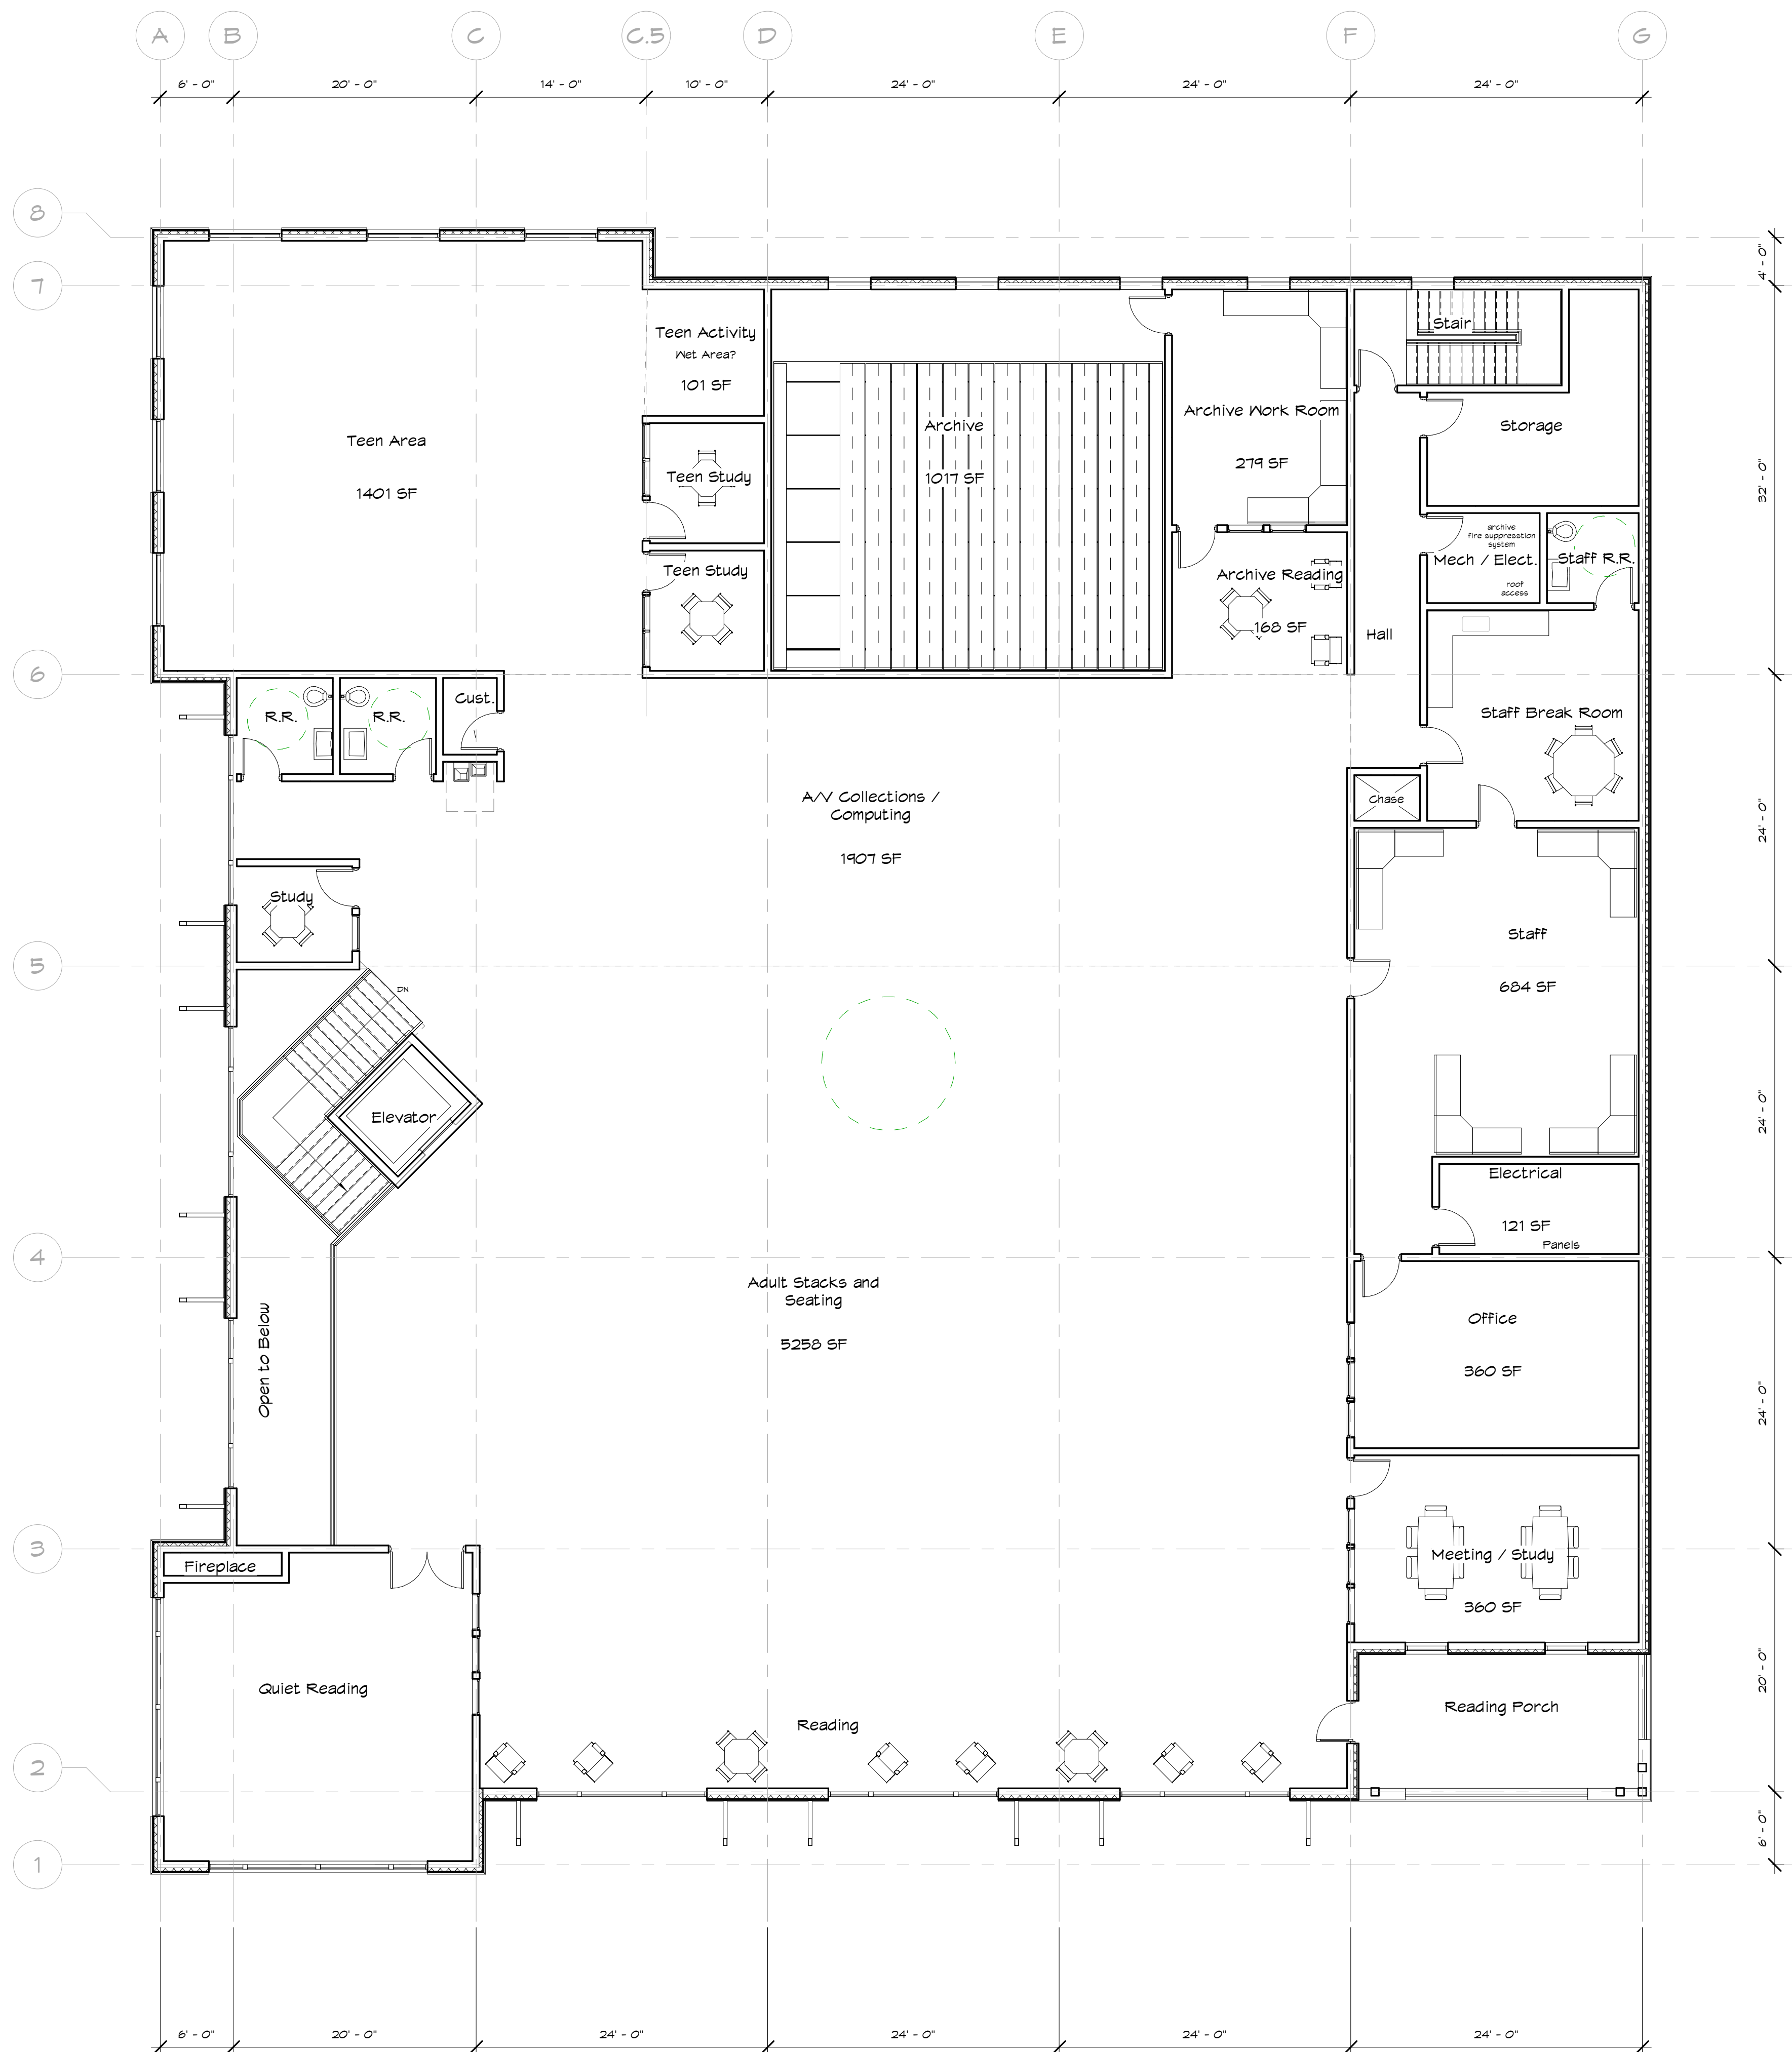 A B C C.5 D E F G
6' - 0" 20' - 0" 14' - 0" 10' - 0" 24' - 0" 24' - 0" 24' - 0"
8
4' - 0"
7
Stair
Teen Activity
Wet Area?
101 SF
Archive Work Room
279 SF
Archive
1017 SF
Storage
Teen Area
1401 SF
32' - 0"
Teen Study
archive
fire suppresstion
system
Mech / Elect.
roof
access
Staff R.R.
Teen Study
Archive Reading
168 SF
Hall
6
Cust.
R.R.
R.R.
Staff Break Room
A/V Collections /
Computing
1907 SF
Chase
24' - 0"
Study
Staff
684 SF
5
DN
Elevator
24' - 0"
Electrical
121 SF
Panels
4
Adult Stacks and
Seating
5258 SF
Open to Below
Office
360 SF
24' - 0"
3
Fireplace
Meeting / Study
360 SF
Quiet Reading
Reading
Reading Porch
20' - 0"
2
6' - 0"
1
6' - 0" 20' - 0" 24' - 0" 24' - 0" 24' - 0" 24' - 0"